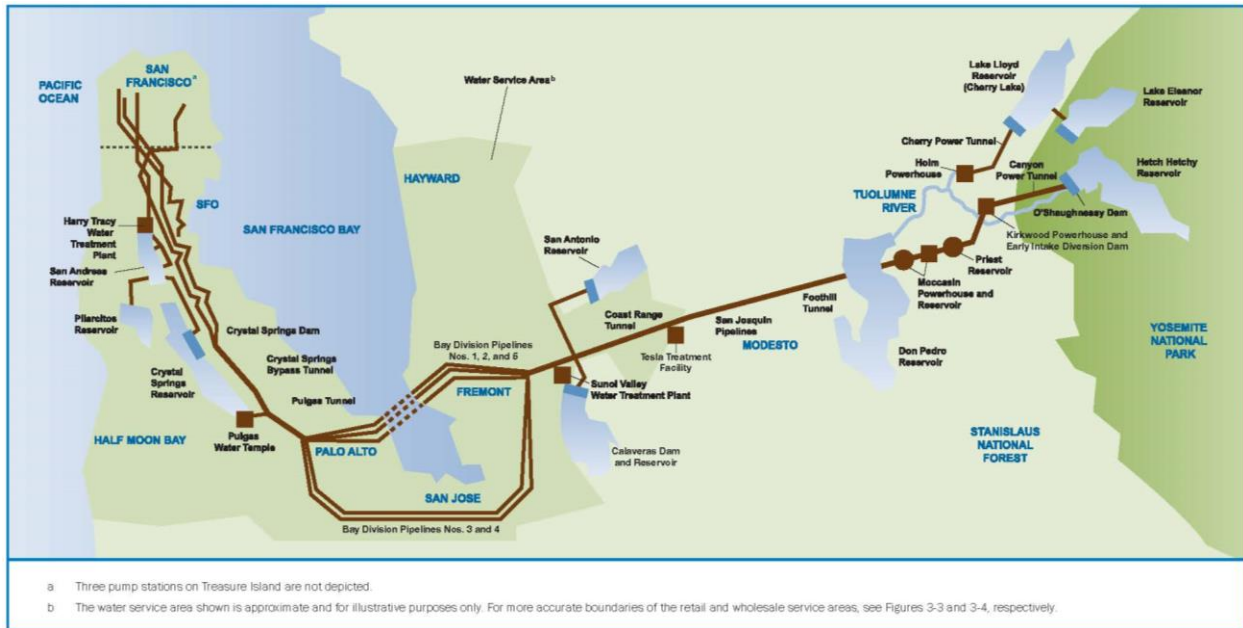 PACIFIC
OCEAN
SAN
FRANCISCO a
Water Service Area b
Lake Lloyd
Reservoir
(Cherry Lake)
Lake Eleanor
Reservoir
Cherry Power Tunnel
Holm
Powerhouse
Canyon
Power Tunnel
Hetch Hetchy
Reservoir
HAYWARD
TUOLUMNE
RIVER
O'Shaughnessy Dam
SFO
SAN FRANCISCO BAY
Harry Tracy
Water
Treatment
Plant
Kirkwood Powerhouse and
Early Intake Diversion Dam
San Antonio
Reservoir
San Andreas
Reservoir
Priest
Reservoir
Moccasin
Powerhouse and
Reservoir
Foothill
Tunnel
Pilarcitos
Reservoir
Coast Range
Tunnel
San Joaquin
Pipelines
Crystal Springs Dam
MODESTO
YOSEMITE
NATIONAL
PARK
Bay Division Pipelines
Nos. 1, 2, and 5
Tesla Treatment
Facility
Don Pedro
Reservoir
Crystal Springs
Bypass Tunnel
Crystal
Springs
Reservoir
FREMONT
Sunol Valley
Water Treatment Plant
Pulgas Tunnel
HALF MOON BAY
Pulgas
Water Temple
PALO ALTO
STANISLAUS
NATIONAL
FOREST
Calaveras Dam
and Reservoir
SAN JOSE
Bay Division Pipelines Nos. 3 and 4
a Three pump stations on Treasure Island are not depicted.
b The water service area shown is approximate and for illustrative purposes only. For more accurate boundaries of the retail and wholesale service areas, see Figures 3-3 and 3-4, respectively.